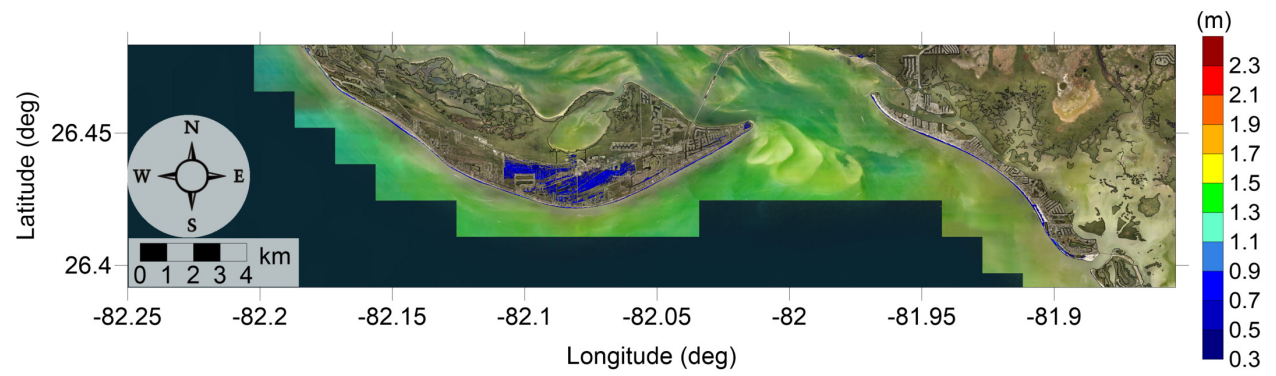 (m)
2.3
2.1
1.9
1.7
1.5
1.3
1.1
0.9
0.7
0.5
0.3
Latitude (deg)
26.45
26.4
N
W E
S
0 1 2 3 4 km
-82.25 -82.2 -82.15 -82.1 -82.05 -82 -81.95 -81.9
Longitude (deg)